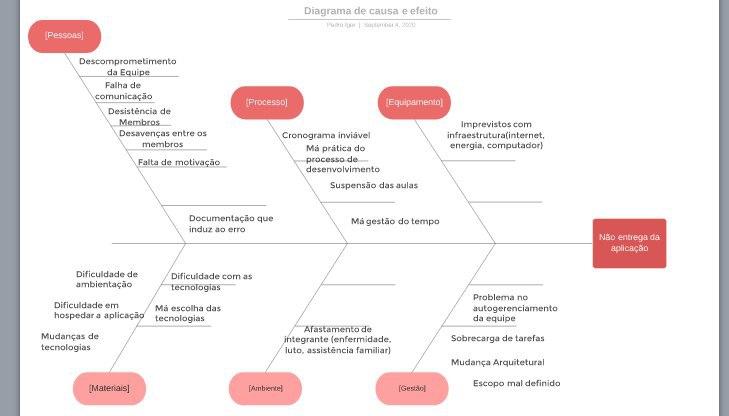 Diagrama de causa e efeito
Pedro Igor | September 4, 2020
[Pessoas]
Descomprometimento
da Equipe
Falha de
comunicação
Desistência de
Membros
Desavenças entre os
membros
Falta de motivação
Documentação que
induz ao erro
[Processo]
Cronograma inviável
Má prática do
processo de
desenvolvimento
Suspensão das aulas
Má gestão do tempo
[Equipamento]
Imprevistos com
infraestrutura(internet,
energia, computador)
Não entrega da
aplicação
Dificuldade de
ambientação
Dificuldade com as
tecnologias
Dificuldade em
hospedar a aplicação
Má escolha das
tecnologias
Mudanças de
tecnologias
[Materiais]
Afastamento de
integrante (enfermidade,
luto, assistência familiar)
[Ambiente]
Problema no
autogerenciamento
da equipe
Sobrecarga de tarefas
Mudança Arquitetural
Escopo mal definido
[Gestão]